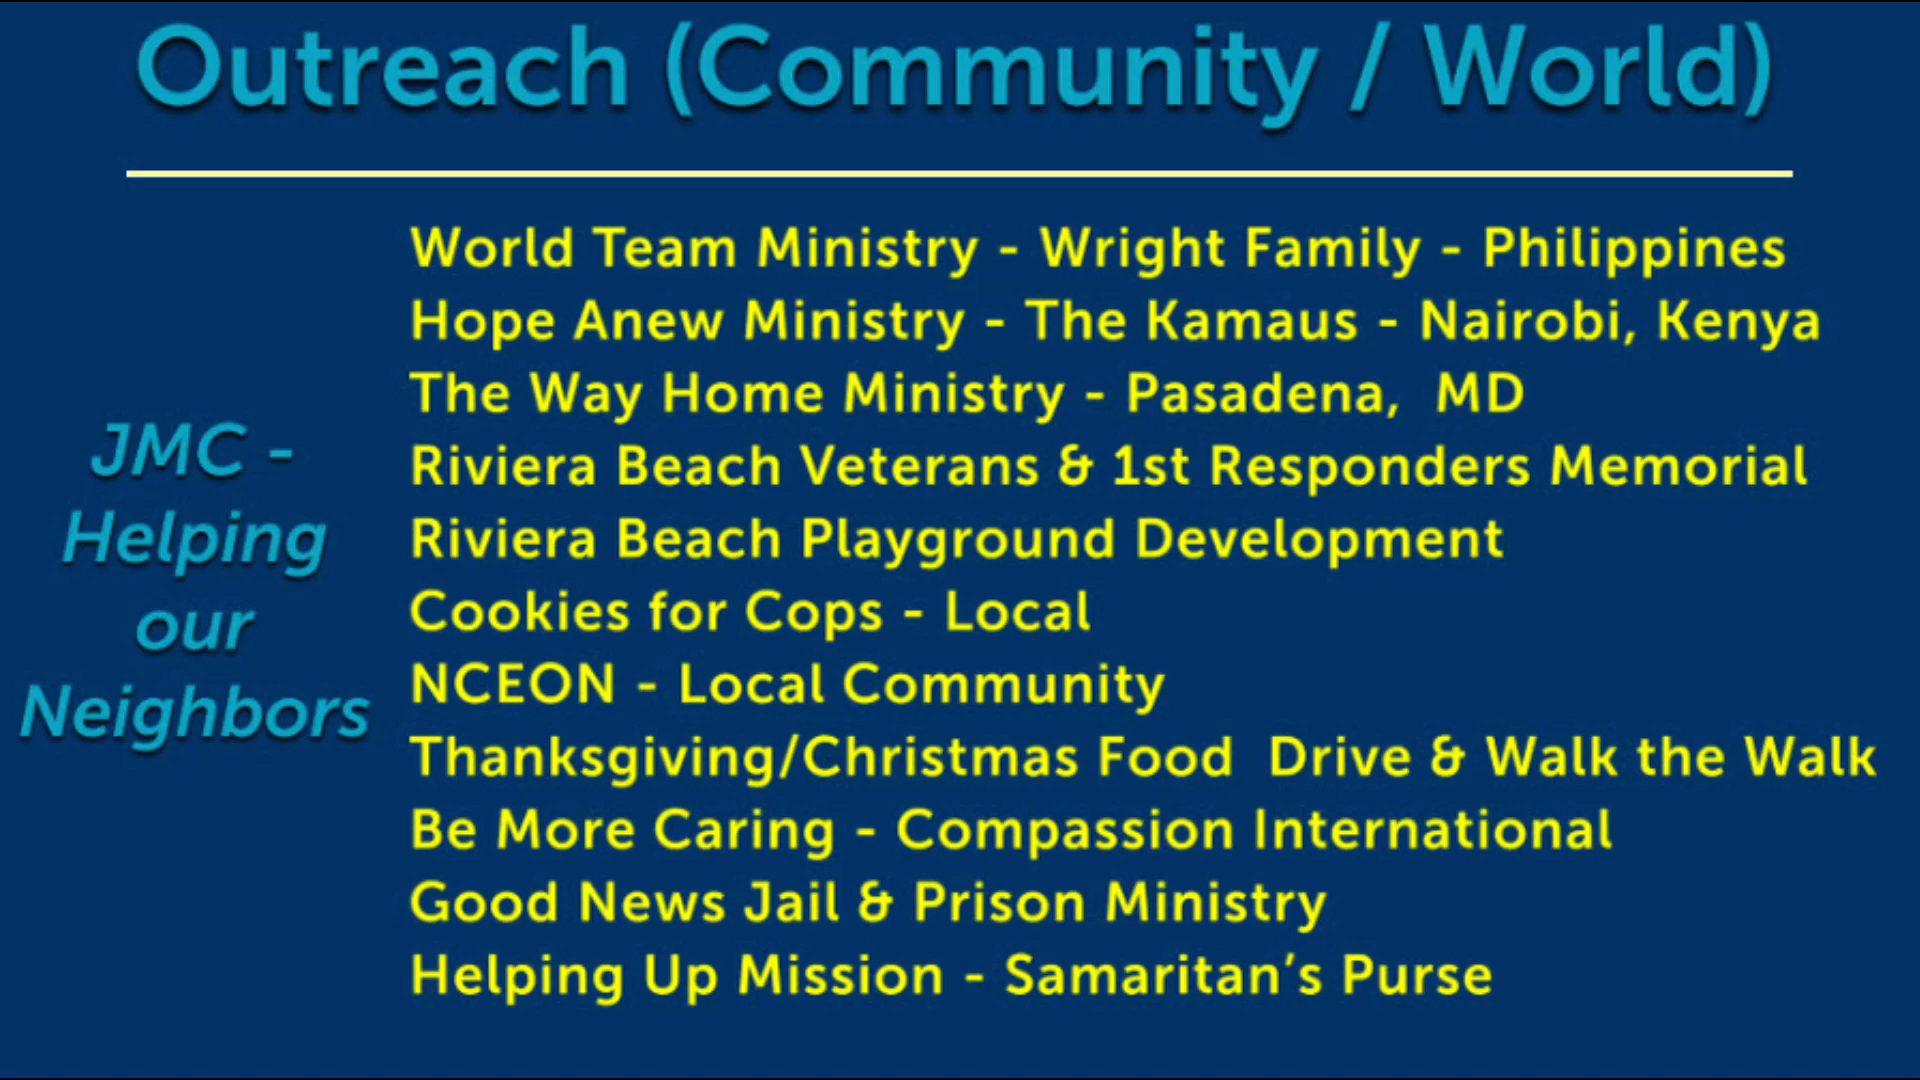 Outreach (Community / World)
JMC -
Helping
our
Neighbors
World Team Ministry - Wright Family - Philippines
Hope Anew Ministry - The Kamaus - Nairobi, Kenya
The Way Home Ministry - Pasadena,  MD
Riviera Beach Veterans & 1st Responders Memorial
Riviera Beach Playground Development
Cookies for Cops - Local
NCEON - Local Community
Thanksgiving/Christmas Food  Drive & Walk the Walk
Be More Caring - Compassion International
Good News Jail & Prison Ministry
Helping Up Mission - Samaritan’s Purse